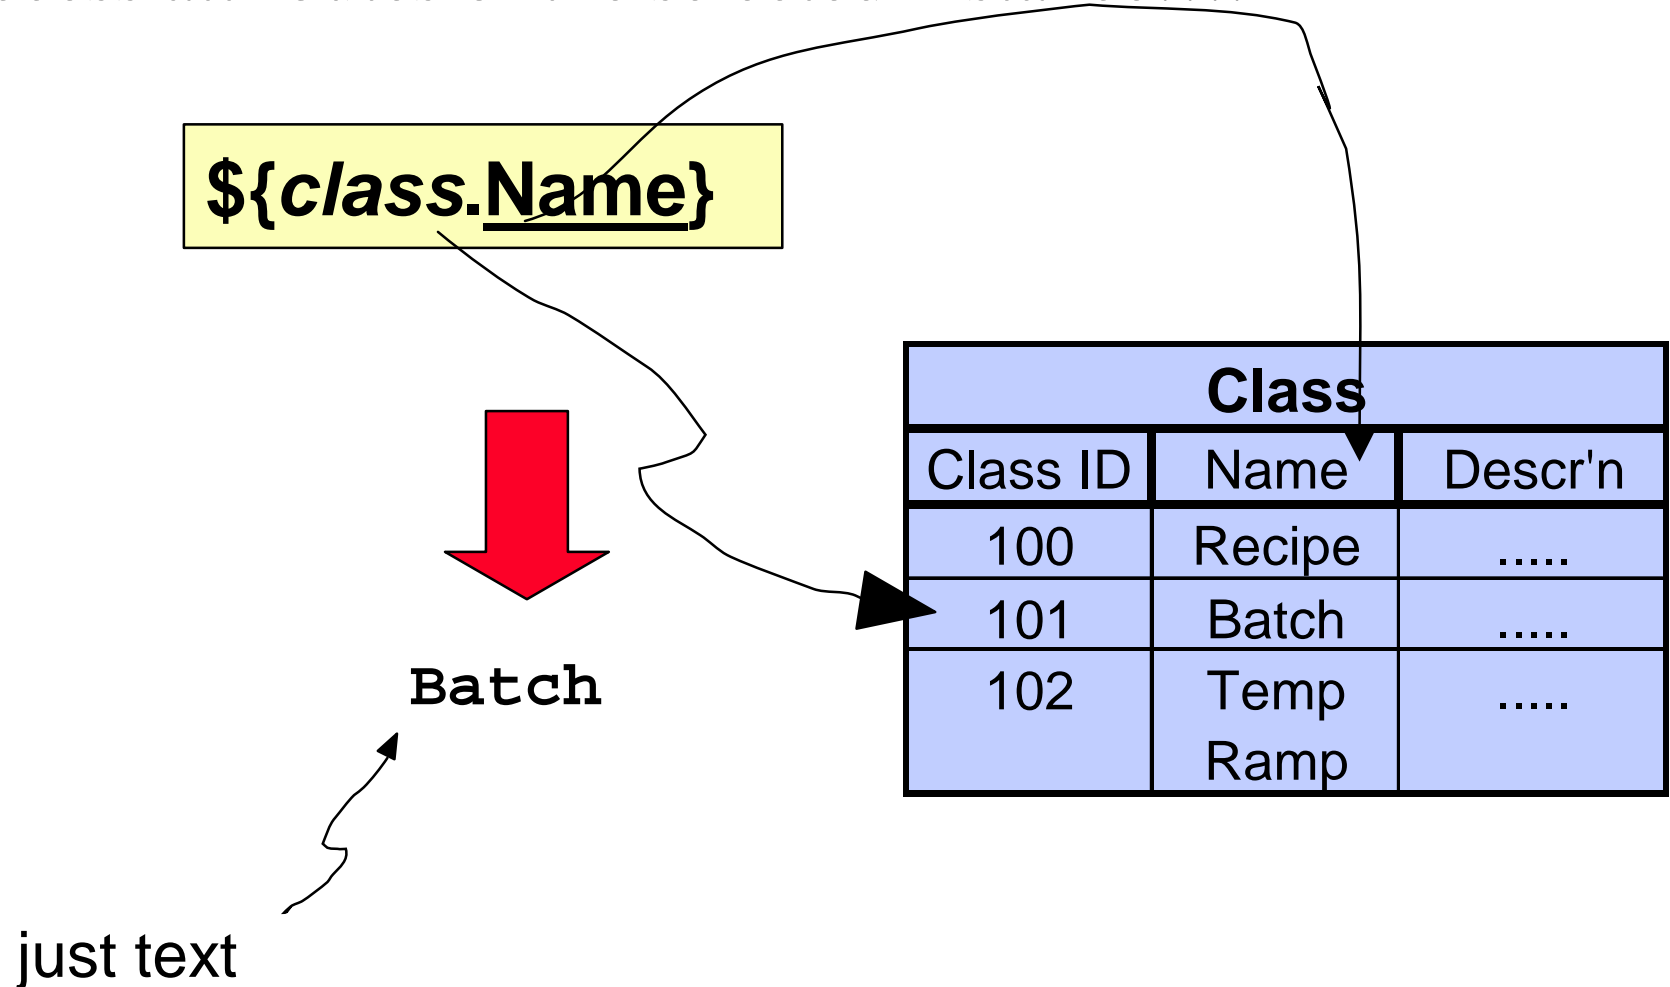 ${class.Name}
Class
Class ID Name Descr'n
100 Recipe .....
101 Batch .....
102 Temp .....
Ramp
Batch
just text